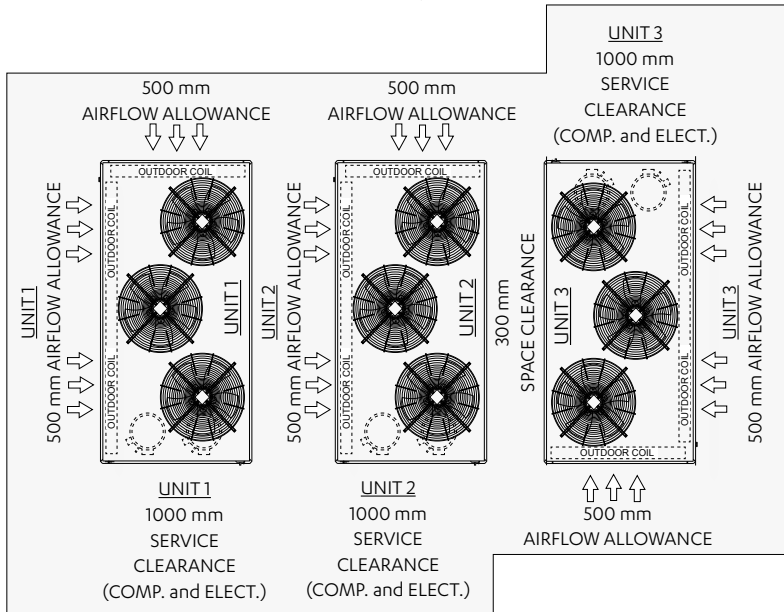 UNIT 3
1000 mm
SERVICE
CLEARANCE
(COMP. and ELECT.)
500 mm
AIRFLOW ALLOWANCE
500 mm
AIRFLOW ALLOWANCE
OUTDOOR COIL
OUTDOOR COIL
UNIT 1
500 mm AIRFLOW ALLOWANCE
OUTDOOR COIL
OUTDOOR COIL
UNIT 1
UNIT 2
500 mm AIRFLOW ALLOWANCE
OUTDOOR COIL
OUTDOOR COIL
UNIT 2
300 mm
SPACE CLEARANCE
UNIT 3
OUTDOOR COIL
OUTDOOR COIL
UNIT 3
500 mm AIRFLOW ALLOWANCE
OUTDOOR COIL
UNIT 1
1000 mm
SERVICE
CLEARANCE
(COMP. and ELECT.)
UNIT 2
1000 mm
SERVICE
CLEARANCE
(COMP. and ELECT.)
500 mm
AIRFLOW ALLOWANCE